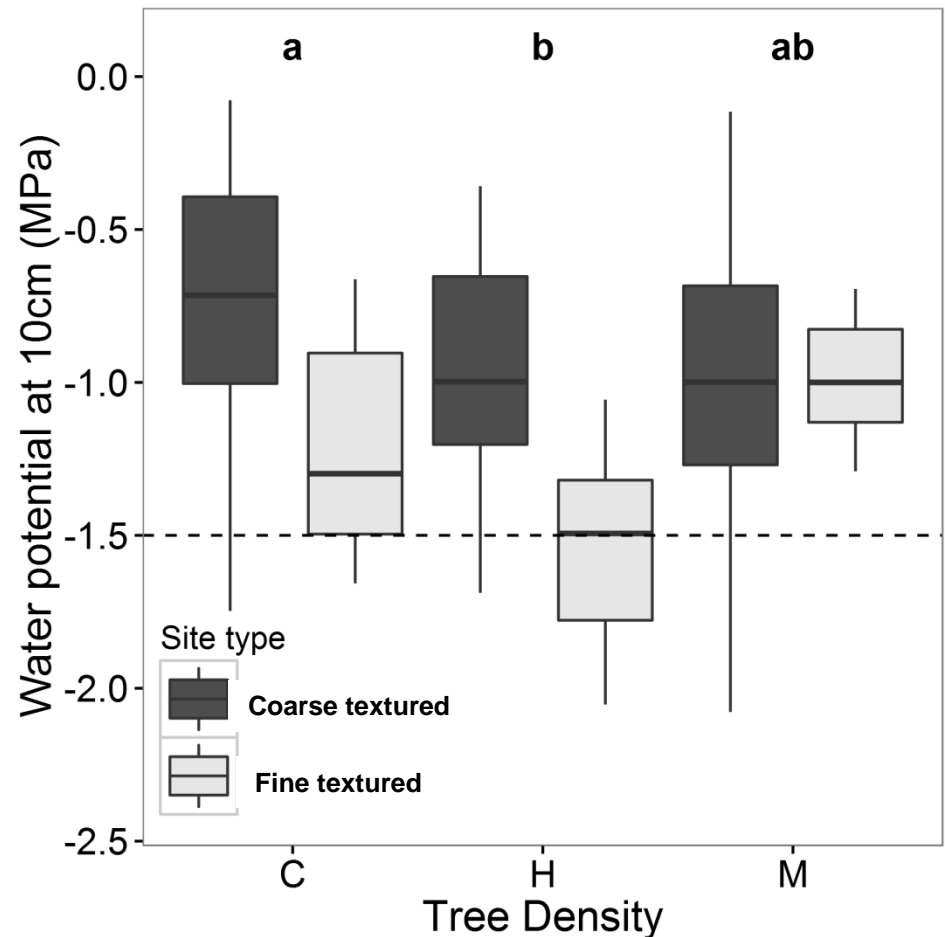 a b ab
0.0
-0.5
-1.0
-1.5
-2.0
-2.5
Water potential at 10cm (MPa)
Site type
Coarse textured
Fine textured
C H M
Tree Density